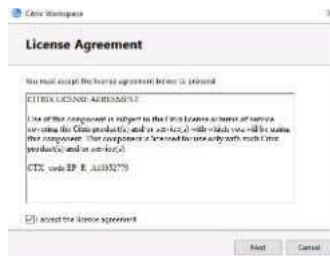 Citrix Workspace
License Agreement
You must accept the license agreement below to proceed.
CITRIX LICENSE AGREEMENT
Use of this component is subject to the Citrix license or terms of service
covering the Citrix product(s) and/or service(s) with which you will be using
this component. This component is licensed for use only with such Citrix
product(s) and/or service(s).
CTX_code EP_R_A10352779
I accept the license agreement
Next
Cancel